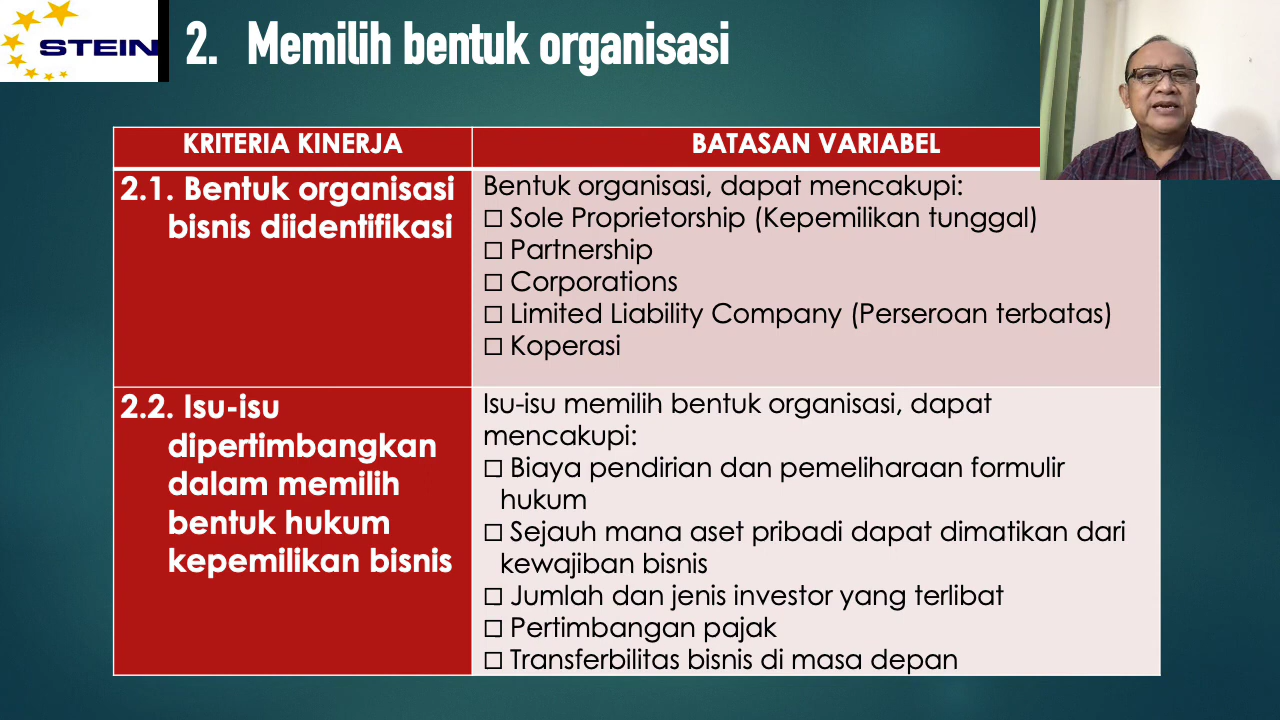 STEIN
2. Memilih bentuk organisasi
KRITERIA KINERJA
BATASAN VARIABEL
2.1. Bentuk organisasi
bisnis diidentifikasi
Bentuk organisasi, dapat mencakupi:
☐ Sole Proprietorship (Kepemilikan tunggal)
☐ Partnership
☐ Corporations
☐ Limited Liability Company (Perseroan terbatas)
☐ Koperasi
2.2. Isu-isu
dipertimbangkan
dalam memilih
bentuk hukum
kepemilikan bisnis
Isu-isu memilih bentuk organisasi, dapat
mencakupi:
☐ Biaya pendirian dan pemeliharaan formulir
hukum
☐ Sejauh mana aset pribadi dapat dimatikan dari
kewajiban bisnis
☐ Jumlah dan jenis investor yang terlibat
☐ Pertimbangan pajak
☐ Transferbilitas bisnis di masa depan